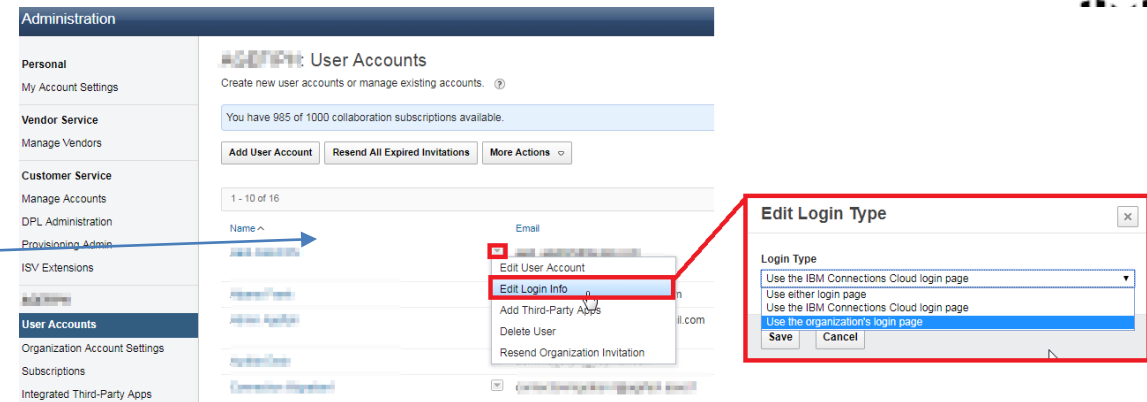 Administration
Personal
My Account Settings
Vendor Service
Manage Vendors
Customer Service
Manage Accounts
DPL Administration
Provisioning Admin
ISV Extensions
User Accounts
Organization Account Settings
Subscriptions
Integrated Third-Party Apps
: User Accounts
Create new user accounts or manage existing accounts. ?
You have 985 of 1000 collaboration subscriptions available.
Add User Account Resend All Expired Invitations More Actions
1 - 10 of 16
Name Email
Edit User Account
Edit Login Info
Add Third-Party Apps
il.com
Delete User
Resend Organization Invitation
Edit Login Type
Login Type
Use the IBM Connections Cloud login page
Use either login page
Use the IBM Connections Cloud login page
Use the organization's login page
Save Cancel